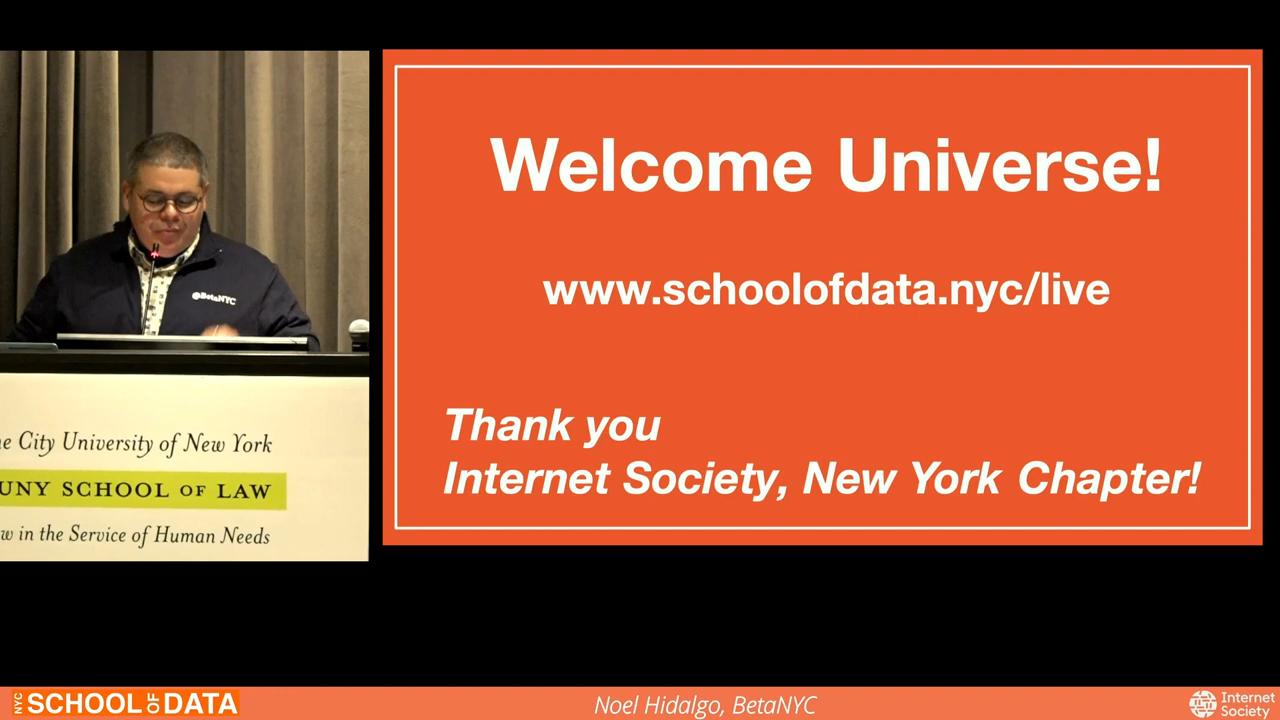 Welcome Universe!
www.schoolofdata.nyc/live
Thank you
Internet Society, New York Chapter!
@BetaNYC
e City University of New York
UNY SCHOOL OF LAW
w in the Service of Human Needs
NYC SCHOOL OF DATA
Noel Hidalgo, BetaNYC
Internet
Society